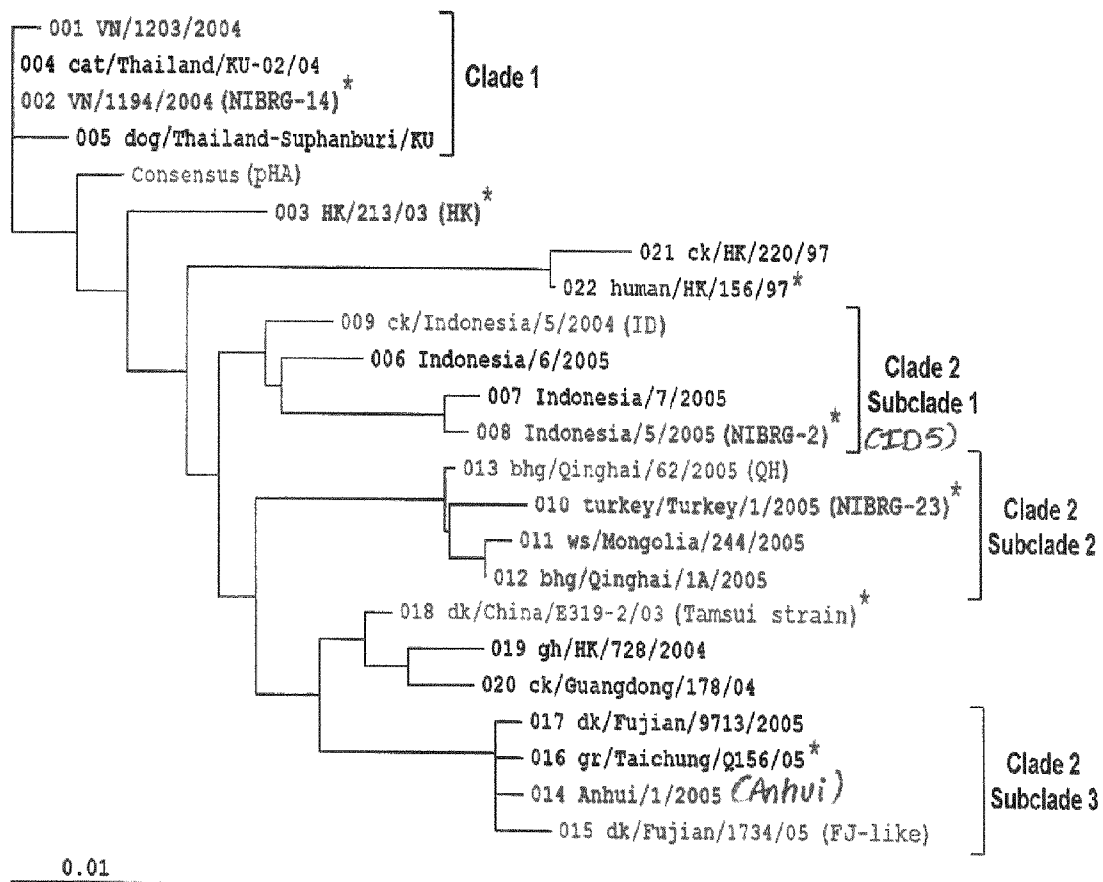 001 VN/1203/2004
004 cat/Thailand/KU-02/04
Clade 1
002 VN/1194/2004 (NIBRG-14)*
005 dog/Thailand-Suphanburi/KU
Consensus (pHA)
003 HK/213/03 (HK)*
021 ck/HK/220/97
022 human/HK/156/97*
009 ck/Indonesia/5/2004 (ID)
006 Indonesia/6/2005
Clade 2
Subclade 1
(ID5)
007 Indonesia/7/2005
008 Indonesia/5/2005 (NIBRG-2)*
013 bhg/Qinghai/62/2005 (QH)
010 turkey/Turkey/1/2005 (NIBRG-23)*
Clade 2
Subclade 2
011 ws/Mongolia/244/2005
012 bhg/Qinghai/1A/2005
018 dk/China/E319-2/03 (Tamsui strain)*
019 gh/HK/728/2004
020 ck/Guangdong/178/04
017 dk/Fujian/9713/2005
016 gr/Taichung/Q156/05*
Clade 2
Subclade 3
014 Anhui/1/2005 (Anhui)
015 dk/Fujian/1734/05 (FJ-like)
0.01